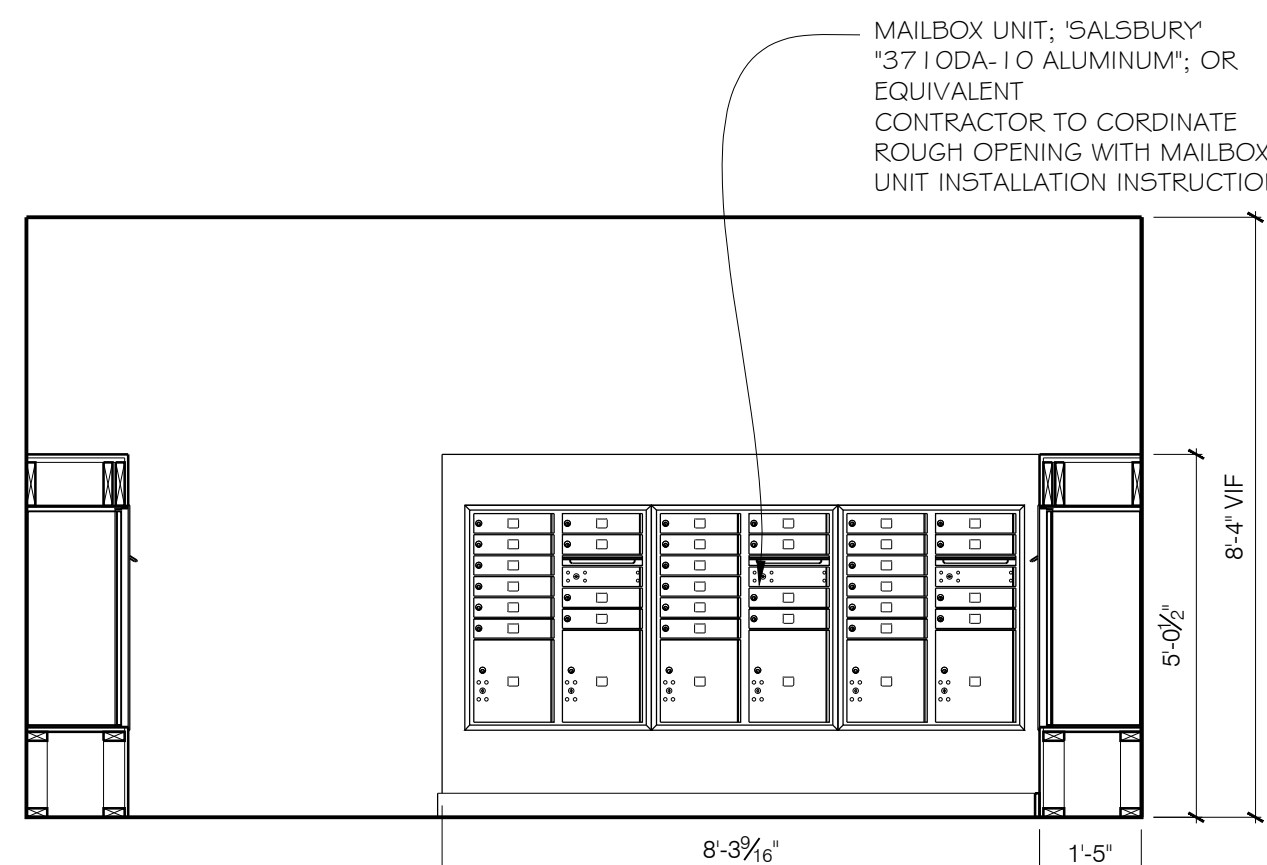 MAILBOX UNIT; 'SALSBURY'
"3710DA-10 ALUMINUM"; OR
EQUIVALENT
CONTRACTOR TO CORDINATE
ROUGH OPENING WITH MAILBOX
UNIT INSTALLATION INSTRUCTION
8'-4" VIF
5'-0½"
8'-3⁹⁄₁₆"
1'-5"